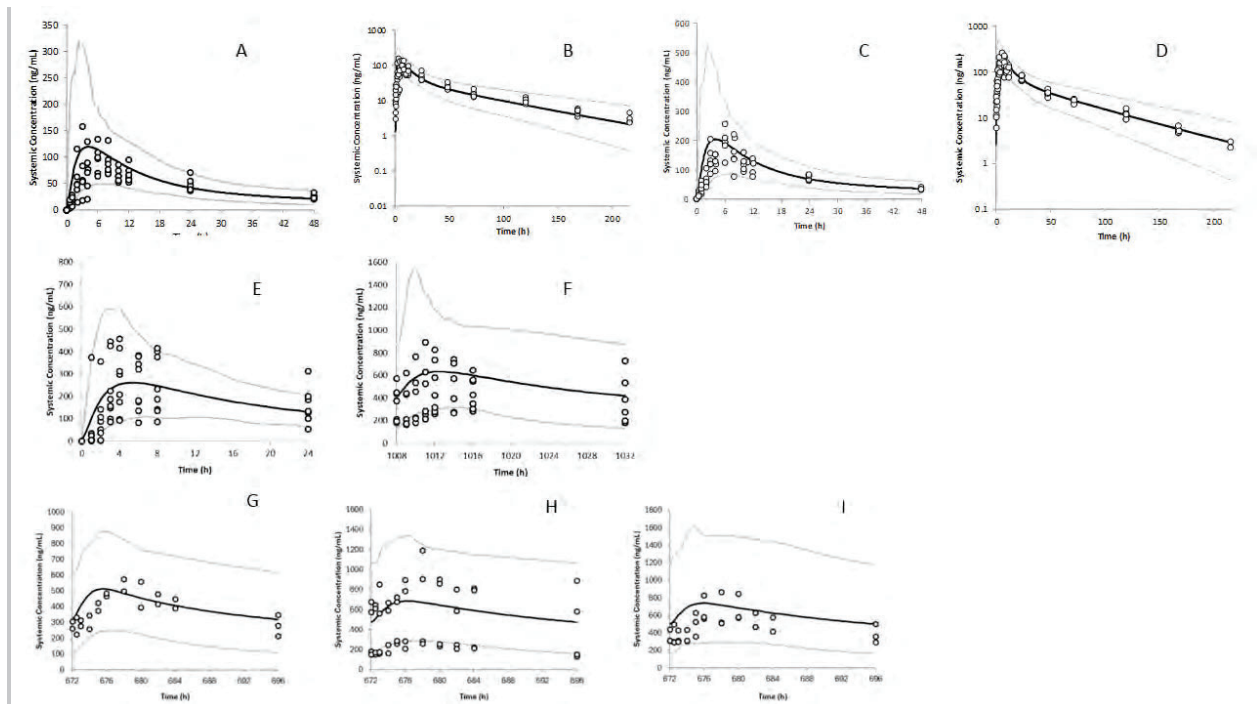 A
Systemic Concentration (ng/mL)
350
300
250
200
150
100
50
0
0 6 12 18 24 30 36 42 48
Time (h)
B
Systemic Concentration (ng/mL)
1000
100
10
1
0.1
0.01
0 50 100 150 200
Time (h)
C
Systemic Concentration (ng/mL)
600
500
400
300
200
100
0
0 6 12 18 24 30 36 42 48
Time (h)
D
Systemic Concentration (ng/mL)
1000
100
10
1
0.1
0 50 100 150 200
Time (h)
E
Systemic Concentration (ng/mL)
800
700
600
500
400
300
200
100
0
0 4 8 12 16 20 24
Time (h)
F
Systemic Concentration (ng/mL)
1600
1400
1200
1000
800
600
400
200
0
1008 1012 1016 1020 1024 1028 1032
Time (h)
G
Systemic Concentration (ng/mL)
1000
900
800
700
600
500
400
300
200
100
0
672 676 680 684 688 692 696
Time (h)
H
Systemic Concentration (ng/mL)
1600
1400
1200
1000
800
600
400
200
0
672 676 680 684 688 692 696
Time (h)
I
Systemic Concentration (ng/mL)
1800
1600
1400
1200
1000
800
600
400
200
0
672 676 680 684 688 692 696
Time (h)